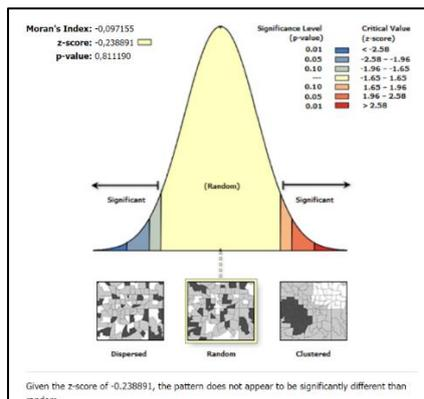 Moran's Index: -0,097155
z-score: -0,238891
p-value: 0,811190
Significance Level
(p-value)
Critical Value
(z-score)
0.01 < -2.58
0.05 -2.58 - -1.96
0.10 -1.96 - -1.65
--- -1.65 - 1.65
0.10 1.65 - 1.96
0.05 1.96 - 2.58
0.01 > 2.58
(Random)
Significant
Significant
Dispersed
Random
Clustered
Given the z-score of -0.238891, the pattern does not appear to be significantly different than
random